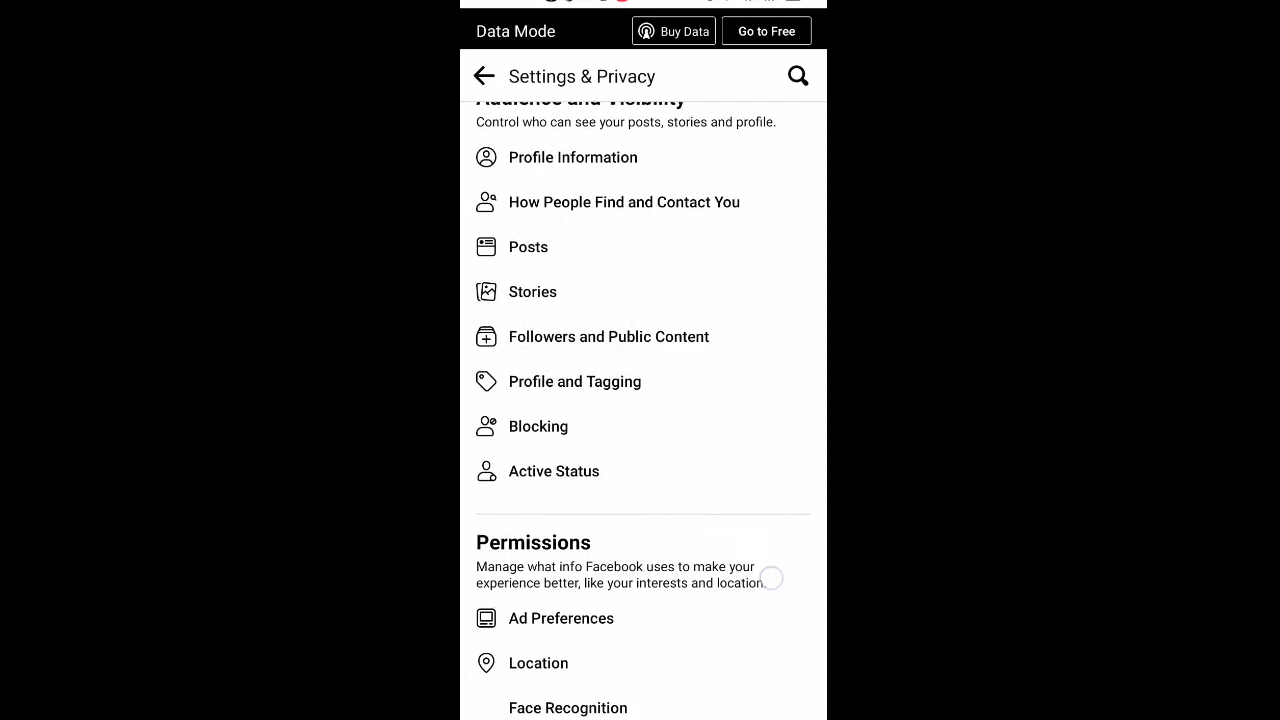 Data Mode
Buy Data
Go to Free
Settings & Privacy
Audience and Visibility
Control who can see your posts, stories and profile.
Profile Information
How People Find and Contact You
Posts
Stories
Followers and Public Content
Profile and Tagging
Blocking
Active Status
Permissions
Manage what info Facebook uses to make your
experience better, like your interests and location.
Ad Preferences
Location
Face Recognition